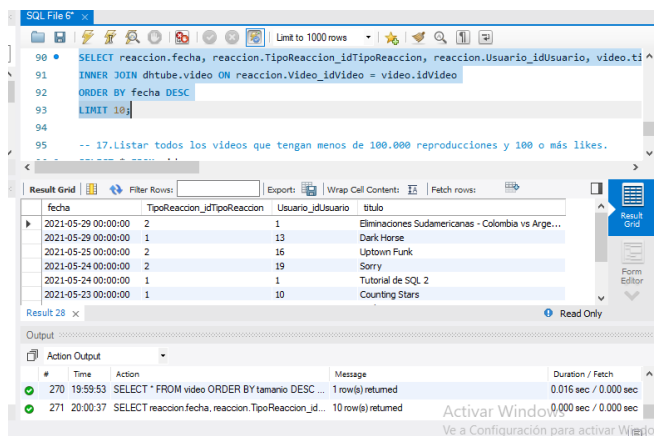 SQL File 6*
Limit to 1000 rows
90 SELECT reaccion.fecha, reaccion.TipoReaccion_idTipoReaccion, reaccion.Usuario_idUsuario, video.ti
91 INNER JOIN dhtube.video ON reaccion.Video_idVideo = video.idVideo
92 ORDER BY fecha DESC
93 LIMIT 10;
94
95 -- 17.Listar todos los videos que tengan menos de 100.000 reproducciones y 100 o más likes.
Result Grid Filter Rows: Export: Wrap Cell Content: Fetch rows:
fecha TipoReaccion_idTipoReaccion Usuario_idUsuario titulo
2021-05-29 00:00:00 2 1 Eliminaciones Sudamericanas - Colombia vs Arge...
2021-05-29 00:00:00 1 13 Dark Horse
2021-05-25 00:00:00 2 16 Uptown Funk
2021-05-24 00:00:00 2 19 Sorry
2021-05-24 00:00:00 1 1 Tutorial de SQL 2
2021-05-23 00:00:00 1 10 Counting Stars
Result Grid
Form Editor
Result 28 Read Only
Output
Action Output
# Time Action Message Duration / Fetch
270 19:59:53 SELECT * FROM video ORDER BY tamanio DESC ... 1 row(s) returned 0.016 sec / 0.000 sec
271 20:00:37 SELECT reaccion.fecha, reaccion.TipoReaccion_id... 10 row(s) returned 0.000 sec / 0.000 sec
Activar Windows
Ve a Configuración para activar Windo